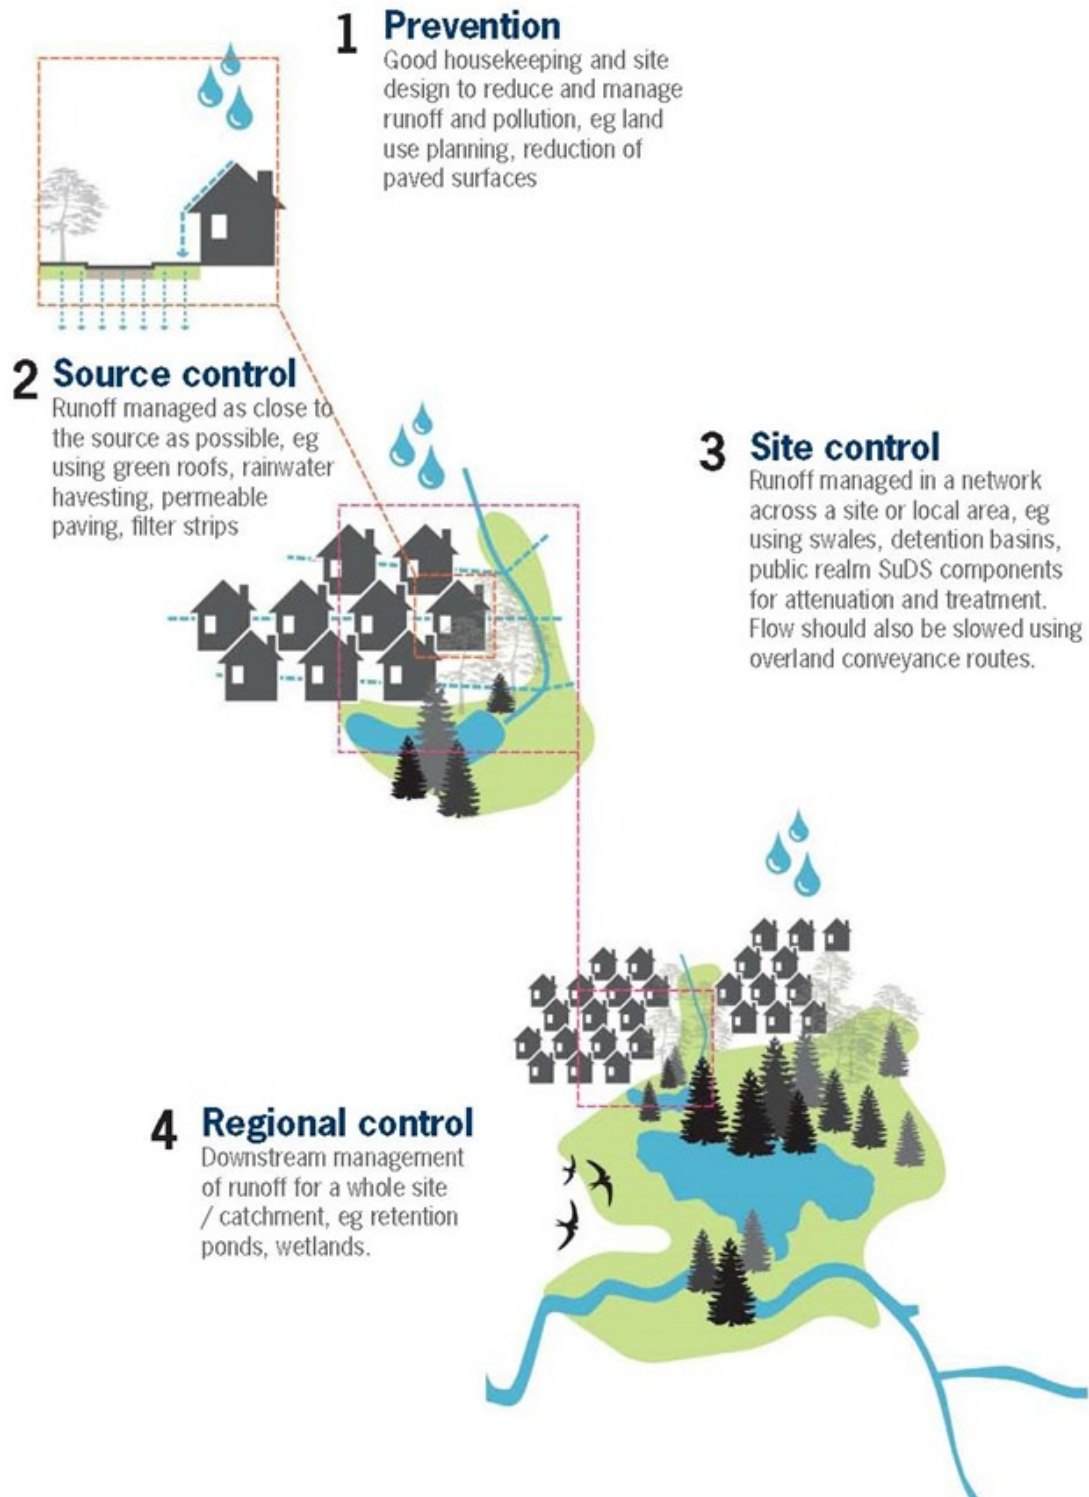 1 Prevention
Good housekeeping and site
design to reduce and manage
runoff and pollution, eg land
use planning, reduction of
paved surfaces
2 Source control
Runoff managed as close to
the source as possible, eg
using green roofs, rainwater
havesting, permeable
paving, filter strips
3 Site control
Runoff managed in a network
across a site or local area, eg
using swales, detention basins,
public realm SuDS components
for attenuation and treatment.
Flow should also be slowed using
overland conveyance routes.
4 Regional control
Downstream management
of runoff for a whole site
/ catchment, eg retention
ponds, wetlands.